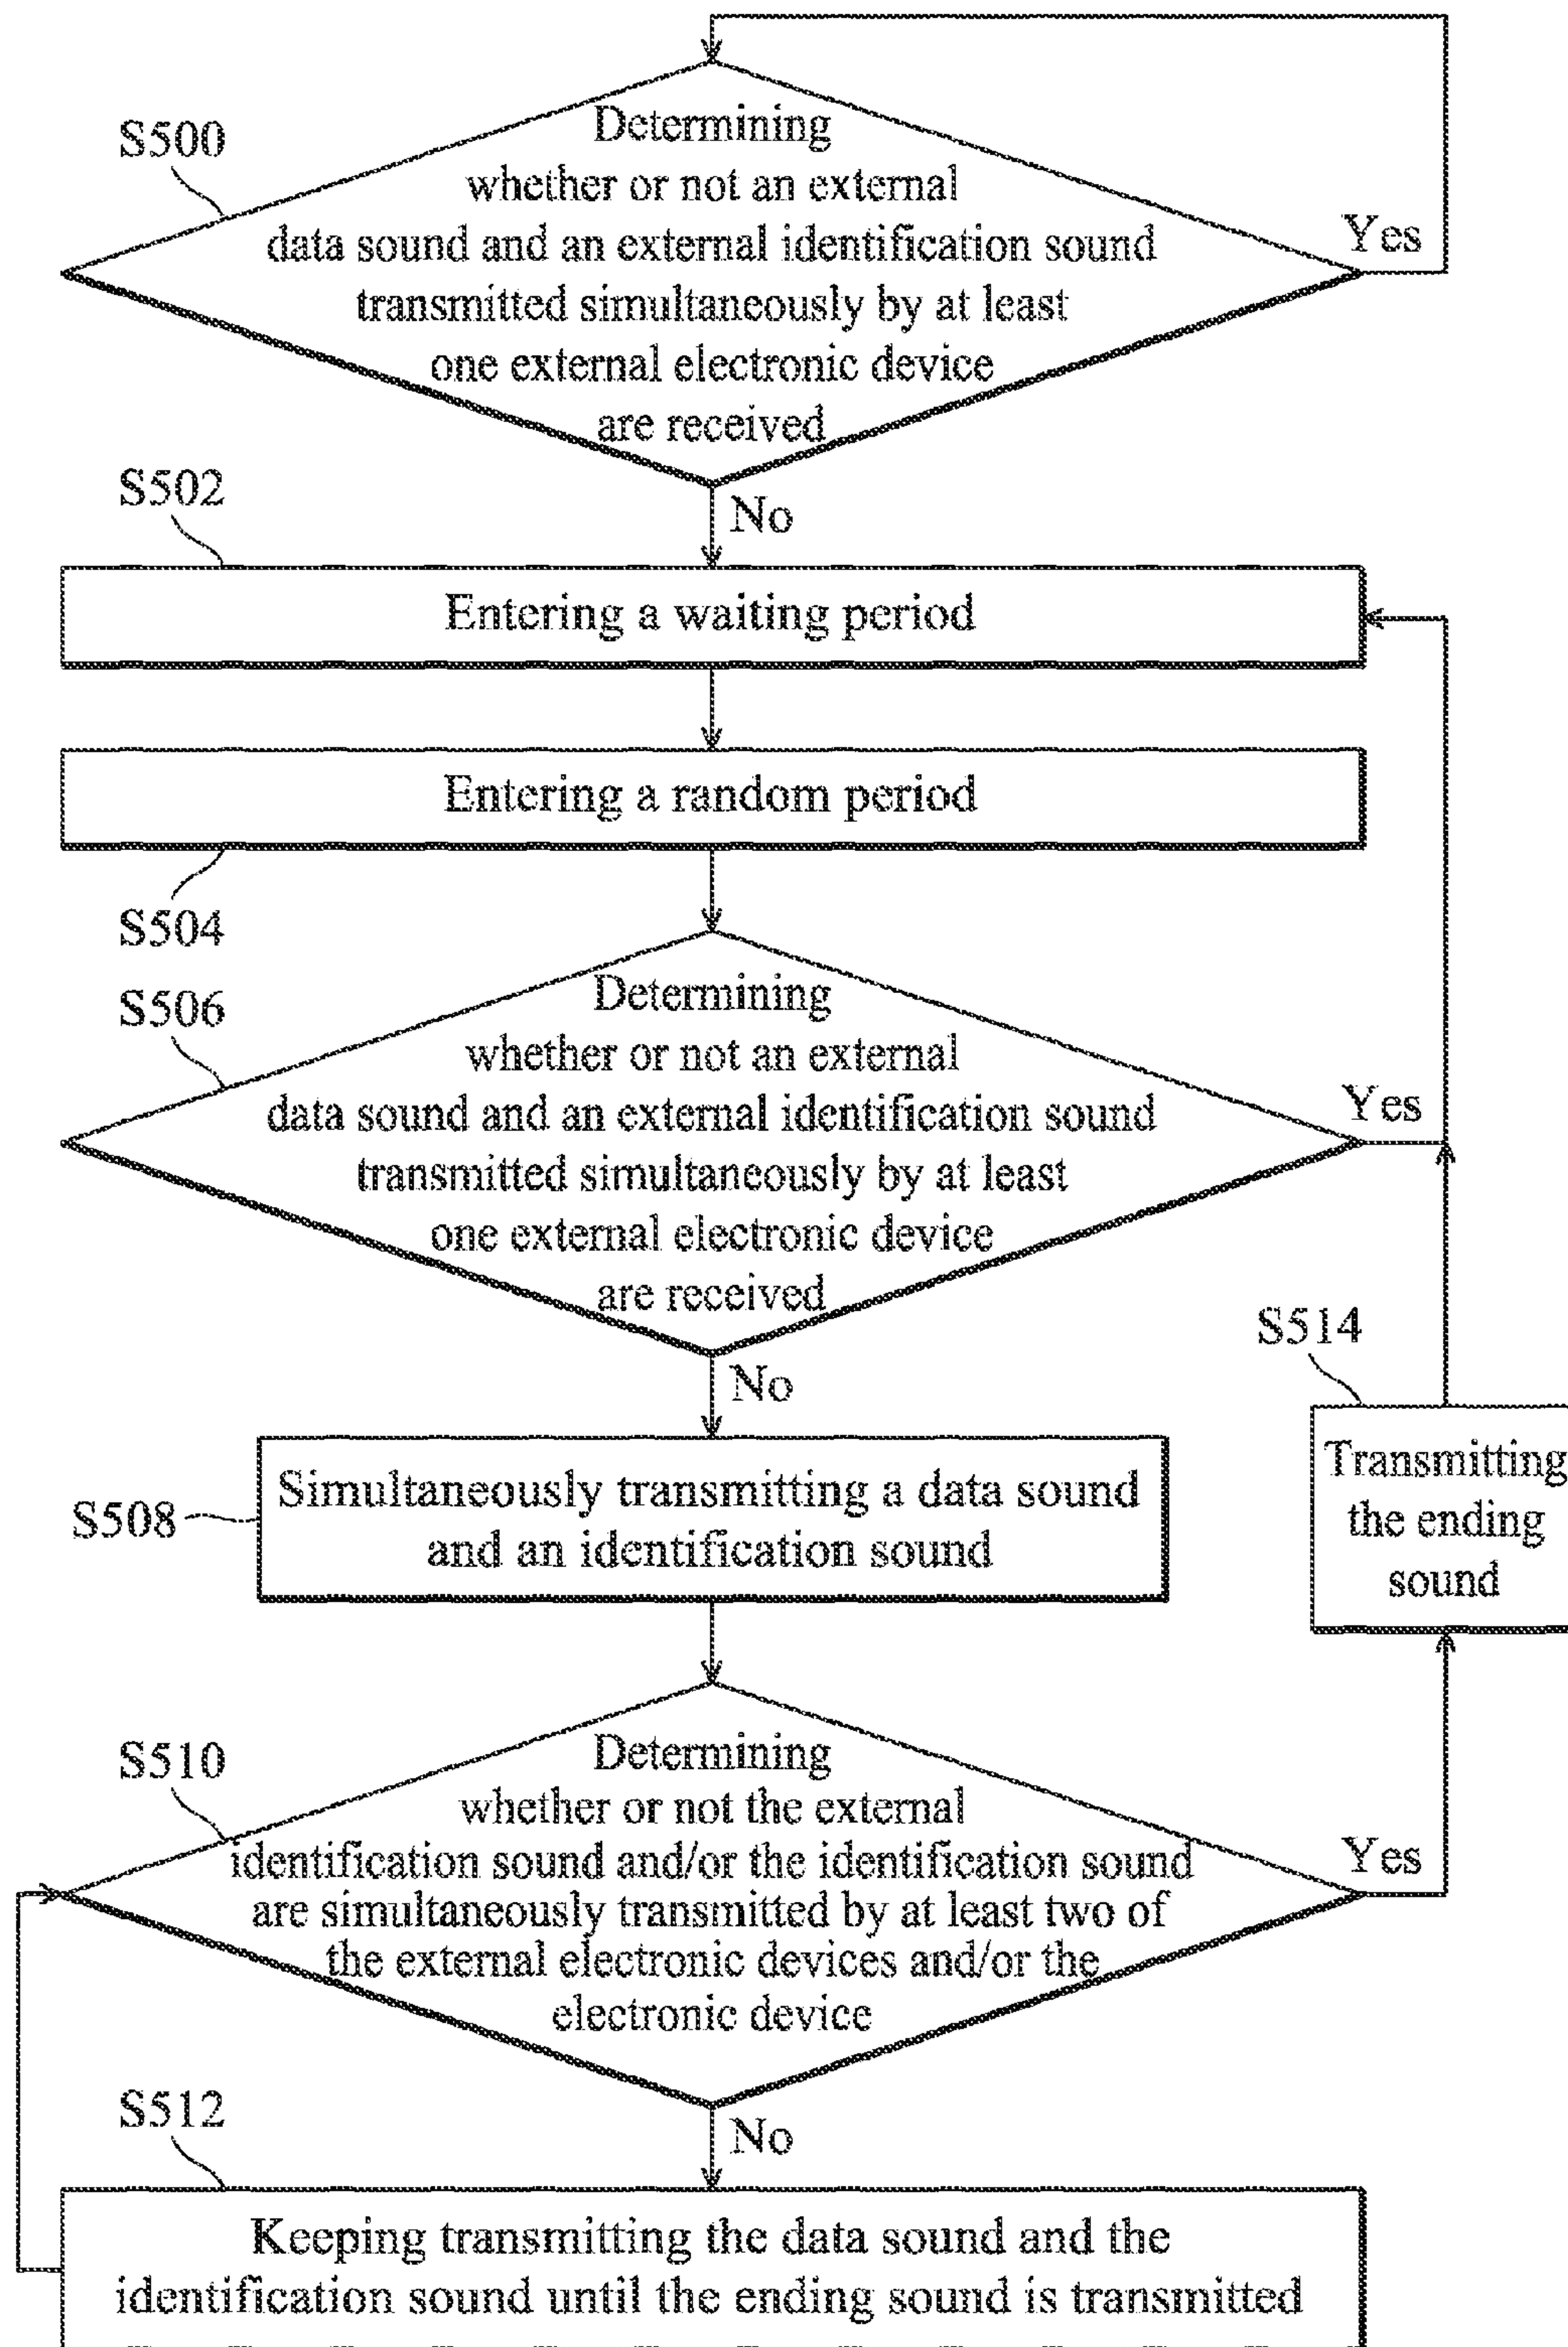 S500
Determining
whether or not an external
data sound and an external identification sound
transmitted simultaneously by at least
one external electronic device
are received
Yes
No
S502
Entering a waiting period
Entering a random period
S504
S506
Determining
whether or not an external
data sound and an external identification sound
transmitted simultaneously by at least
one external electronic device
are received
Yes
No
S508
Simultaneously transmitting a data sound
and an identification sound
S514
Transmitting
the ending
sound
S510
Determining
whether or not the external
identification sound and/or the identification sound
are simultaneously transmitted by at least two of
the external electronic devices and/or the
electronic device
Yes
No
S512
Keeping transmitting the data sound and the
identification sound until the ending sound is transmitted